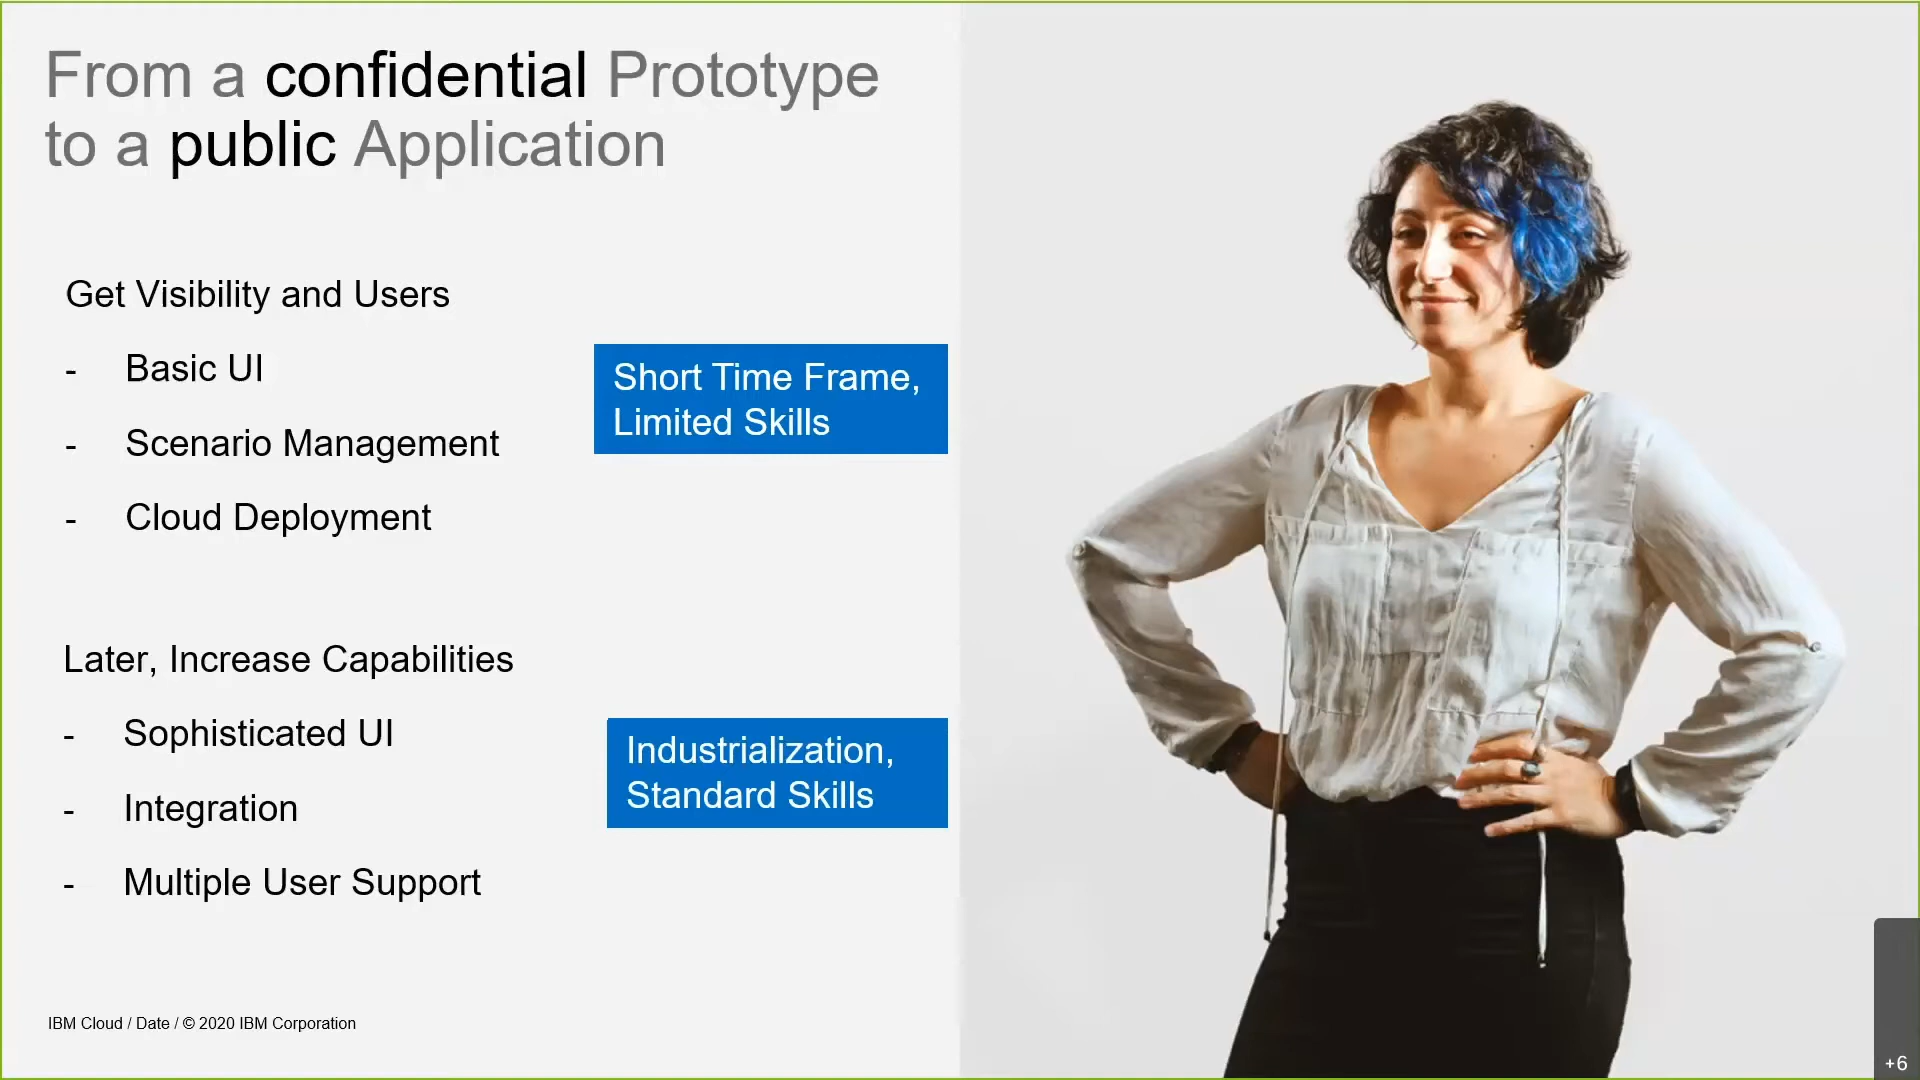 From a confidential Prototype
to a public Application
Get Visibility and Users
- Basic UI
- Scenario Management
- Cloud Deployment
Short Time Frame,
Limited Skills
Later, Increase Capabilities
- Sophisticated UI
- Integration
- Multiple User Support
Industrialization,
Standard Skills
IBM Cloud / Date / © 2020 IBM Corporation
+6